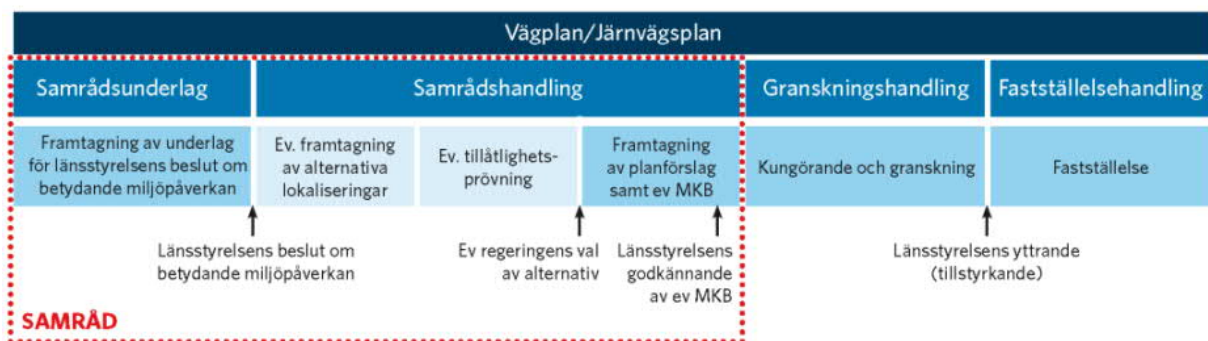 Vägplan/Järnvägsplan
Samrådsunderlag
Samrådshandling
Granskningshandling
Fastställelsehandling
Framtagning av underlag
för länsstyrelsens beslut om
betydande miljöpåverkan
Ev. framtagning
av alternativa
lokaliseringar
Ev. tillåtlighets-
prövning
Framtagning
av planförslag
samt ev MKB
Kungörande och granskning
Fastställelse
Länsstyrelsens beslut om
betydande miljöpåverkan
Ev regeringens val
av alternativ
Länsstyrelsens
godkännande
av ev MKB
Länsstyrelsens yttrande
(tillstyrkande)
SAMRÅD